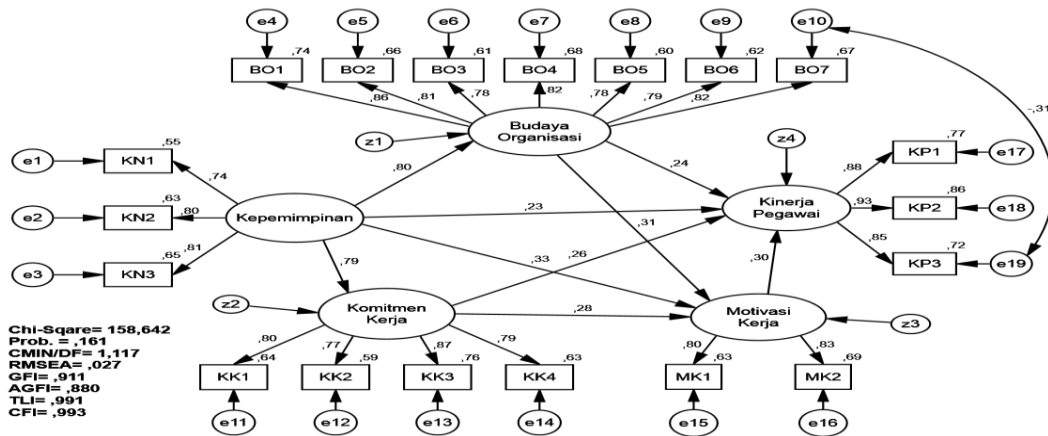 e4 e5 e6 e7 e8 e9 e10
,74 ,66 ,61 ,68 ,60 ,62 ,67
BO1 BO2 BO3 BO4 BO5 BO6 BO7
,86 ,81 ,78 ,82 ,78 ,79 ,82
-,31
z1
Budaya
Organisasi
z4
,55
e1 KN1
,74
,80
,24
,77
KP1 e17
,88
,63
e2 KN2
,80
Kepemimpinan
,23
Kinerja
Pegawai
,86
,93
KP2 e18
,81
,65
e3 KN3
,31
,85
,72
KP3 e19
,79
,33
,26
,30
z2
Komitmen
Kerja
,28
Motivasi
Kerja
z3
Chi-Sqare= 158,642
Prob. = ,161
CMIN/DF= 1,117
RMSEA= ,027
GFI= ,911
AGFI= ,880
TLI= ,991
CFI= ,993
,80 ,77 ,87 ,79 ,80 ,83
,64 ,59 ,76 ,63 ,63 ,69
KK1 KK2 KK3 KK4 MK1 MK2
e11 e12 e13 e14 e15 e16